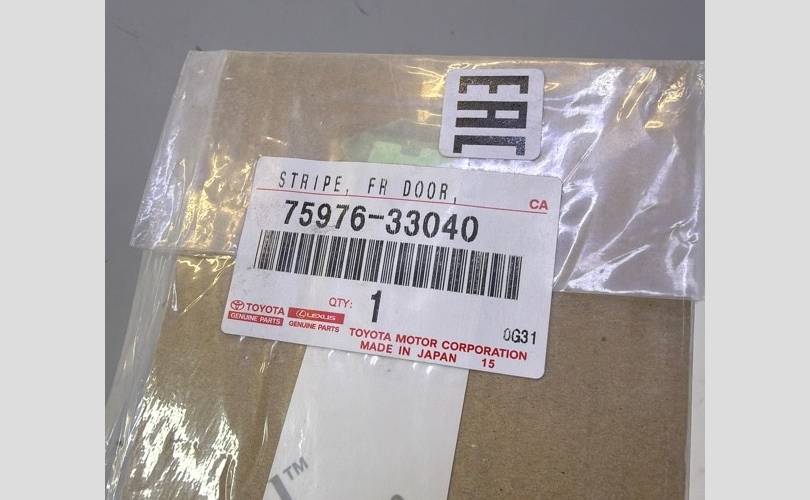 EAC
STRIPE, FR DOOR,
CA
75976-33040
TOYOTA
GENUINE PARTS
LEXUS
GENUINE PARTS
QTY: 1
0G31
TOYOTA MOTOR CORPORATION
MADE IN JAPAN 15
TM